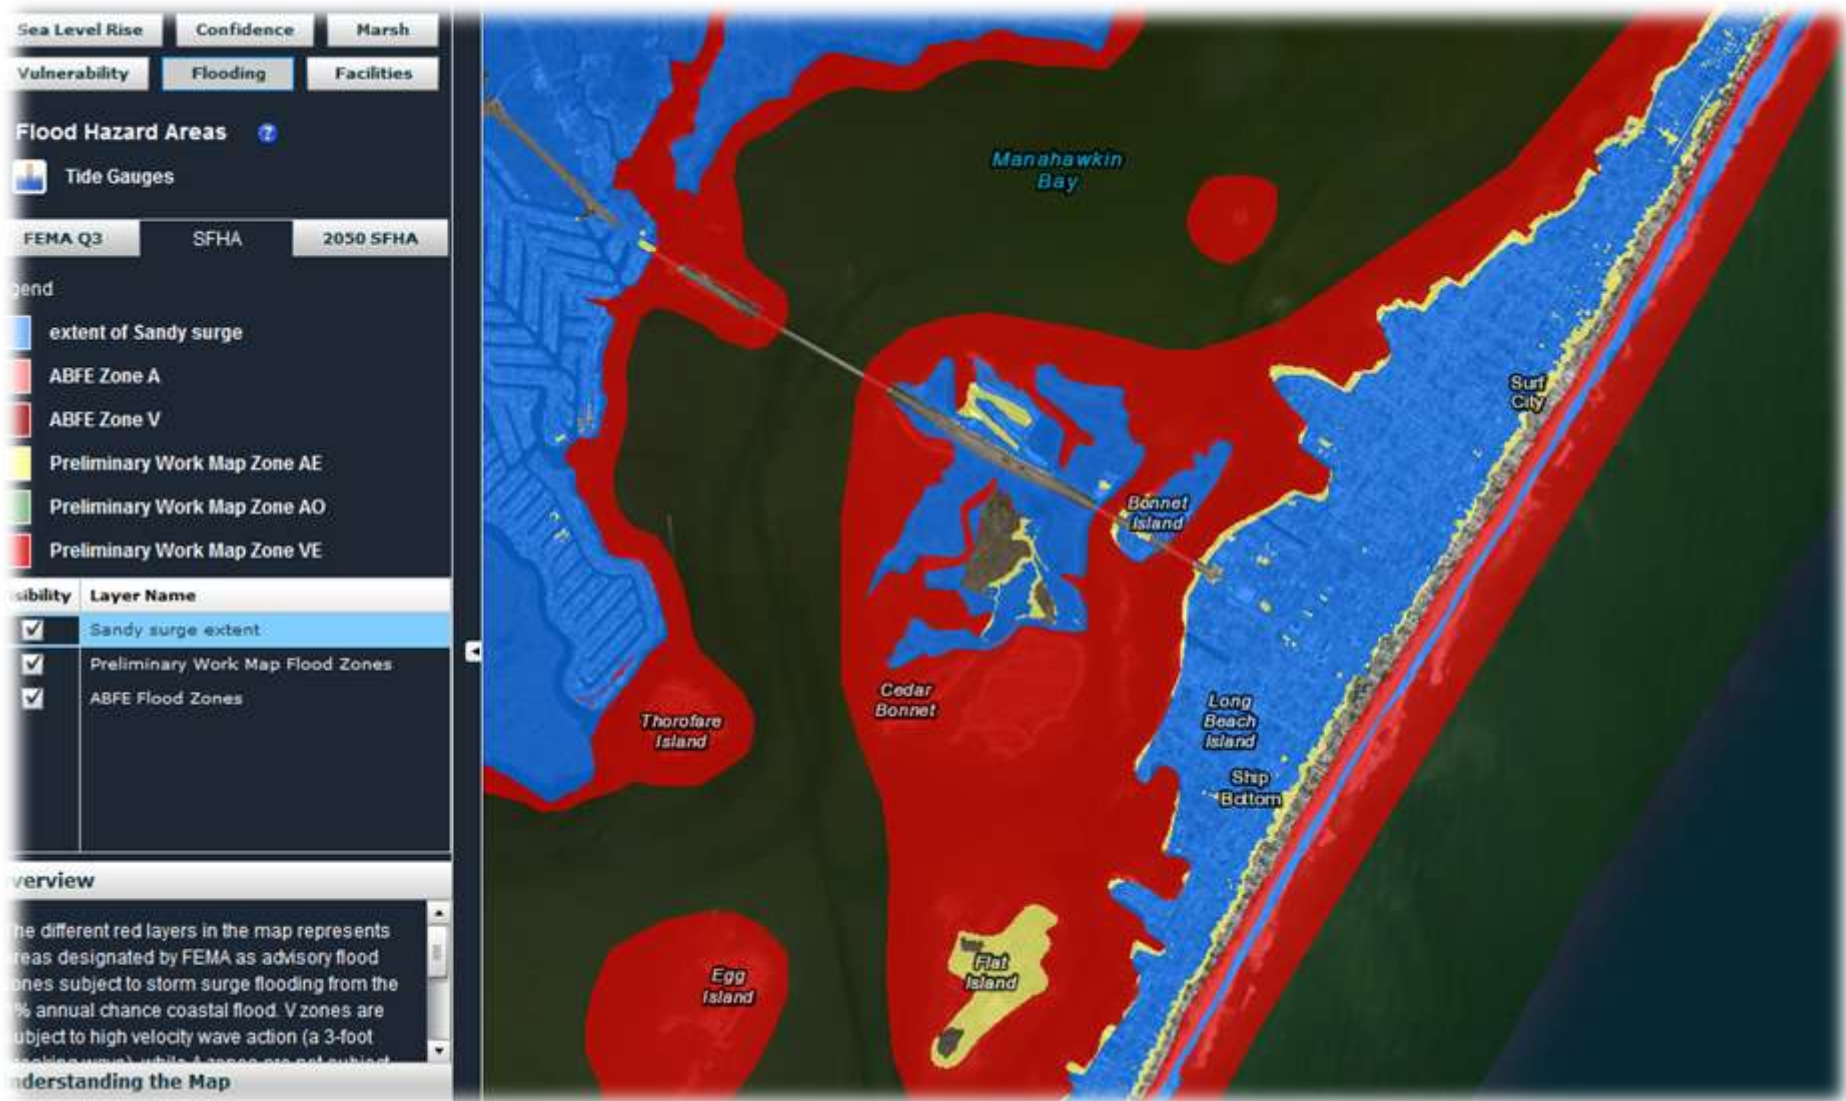 Sea Level Rise
Confidence
Marsh
Vulnerability
Flooding
Facilities
Flood Hazard Areas ?
Tide Gauges
FEMA Q3
SFHA
2050 SFHA
gend
extent of Sandy surge
ABFE Zone A
ABFE Zone V
Preliminary Work Map Zone AE
Preliminary Work Map Zone AO
Preliminary Work Map Zone VE
sibility
Layer Name
Sandy surge extent
Preliminary Work Map Flood Zones
ABFE Flood Zones
verview
he different red layers in the map represents
reas designated by FEMA as advisory flood
ones subject to storm surge flooding from the
% annual chance coastal flood. V zones are
ubject to high velocity wave action (a 3-foot
nderstanding the Map
Manahawkin
Bay
Surf
City
Bonnet
Island
Cedar
Bonnet
Thorofare
Island
Long
Beach
Island
Ship
Bottom
Flat
Island
Egg
Island